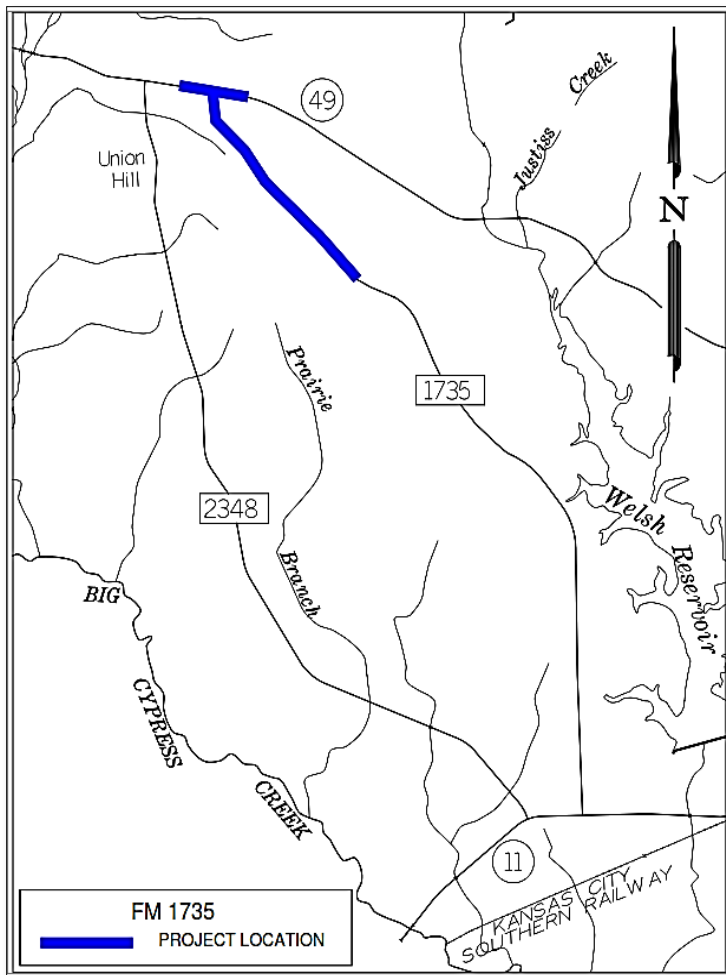 49
Justiss Creek
Union
Hill
N
Prairie
1735
2348
Welsh
Reservoir
Branch
BIG
CYPRESS
CREEK
11
KANSAS CITY
SOUTHERN RAILWAY
FM 1735
PROJECT LOCATION